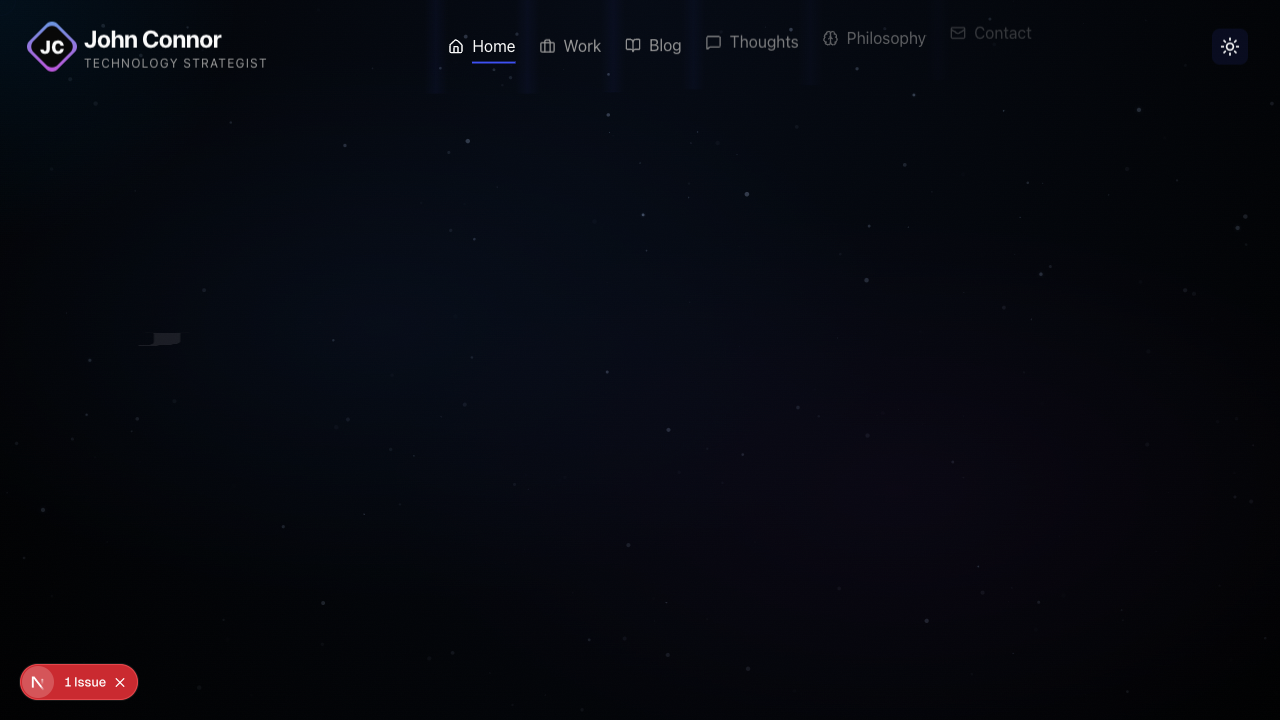 JC
John Connor
TECHNOLOGY STRATEGIST
Home
Work
Blog
Thoughts
Philosophy
Contact
1 Issue